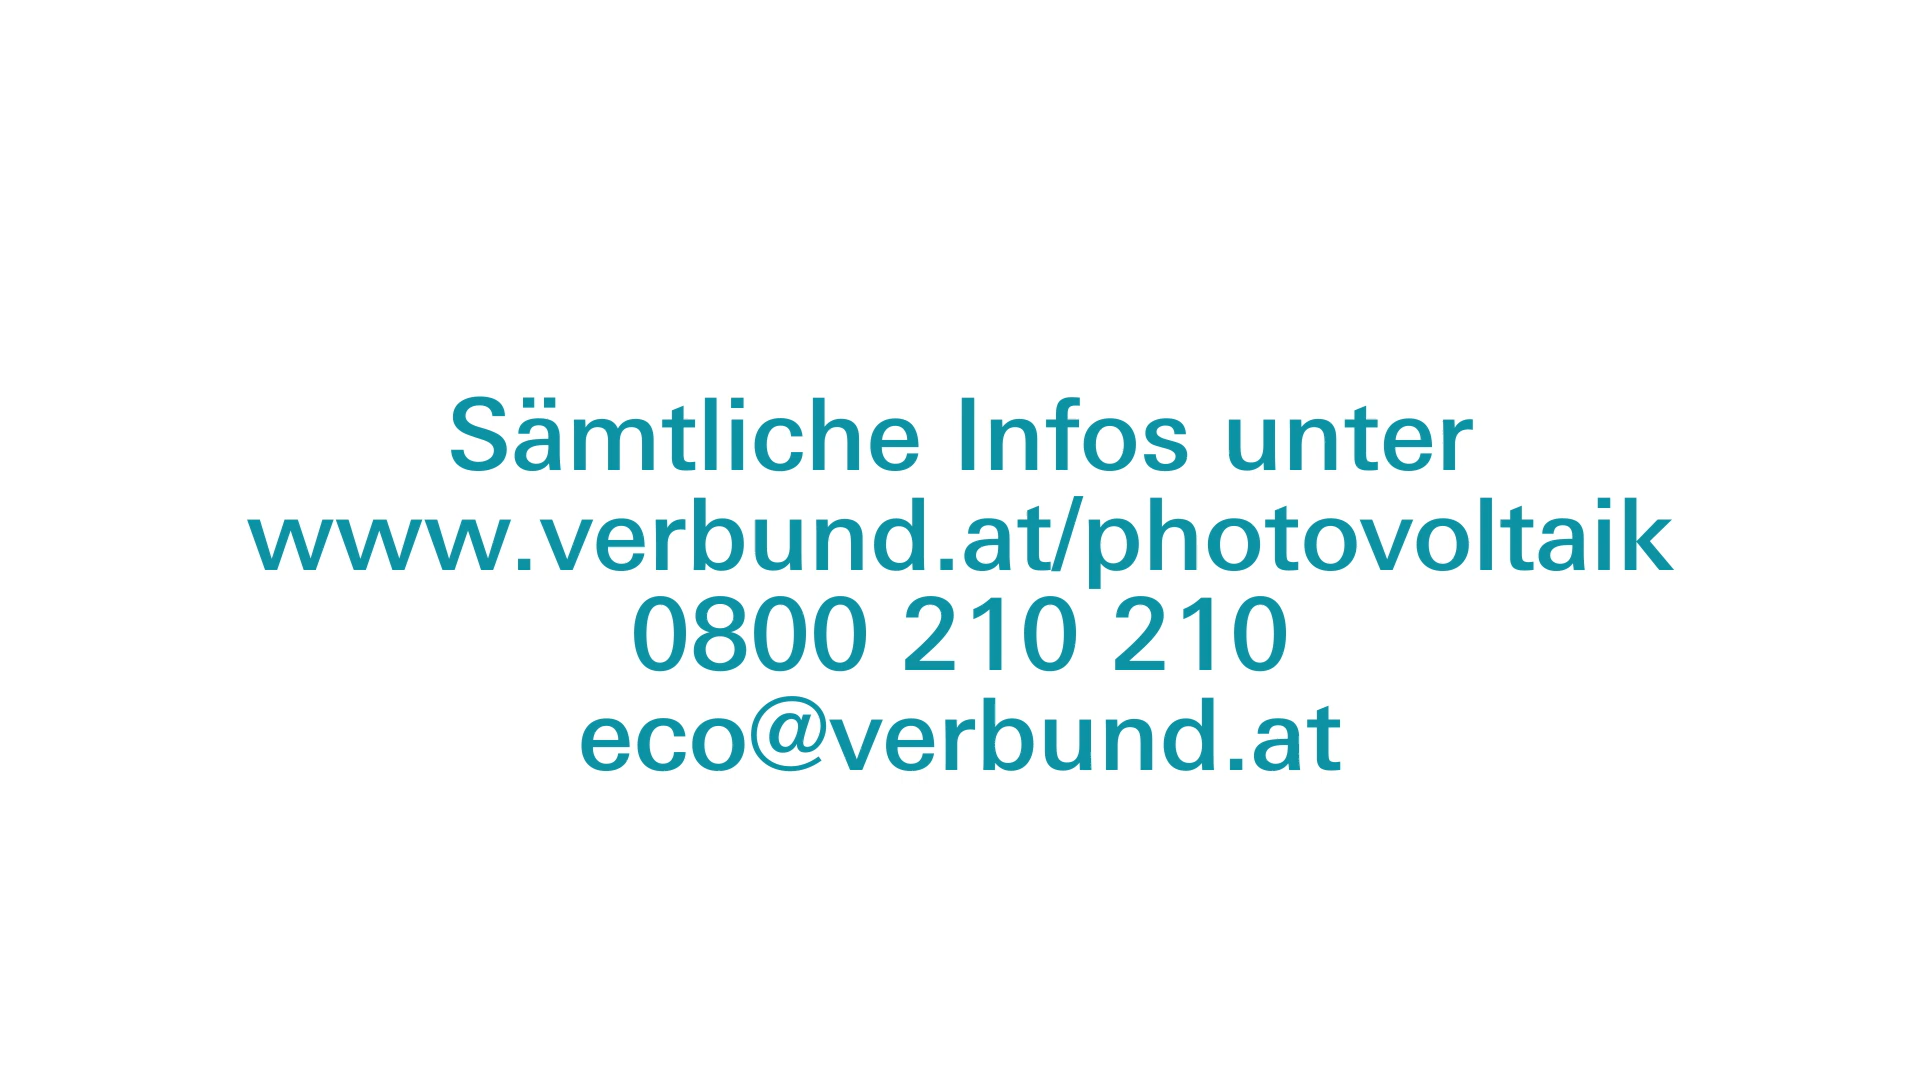 Sämtliche Infos unter
www.verbund.at/photovoltaik
0800 210 210
eco@verbund.at